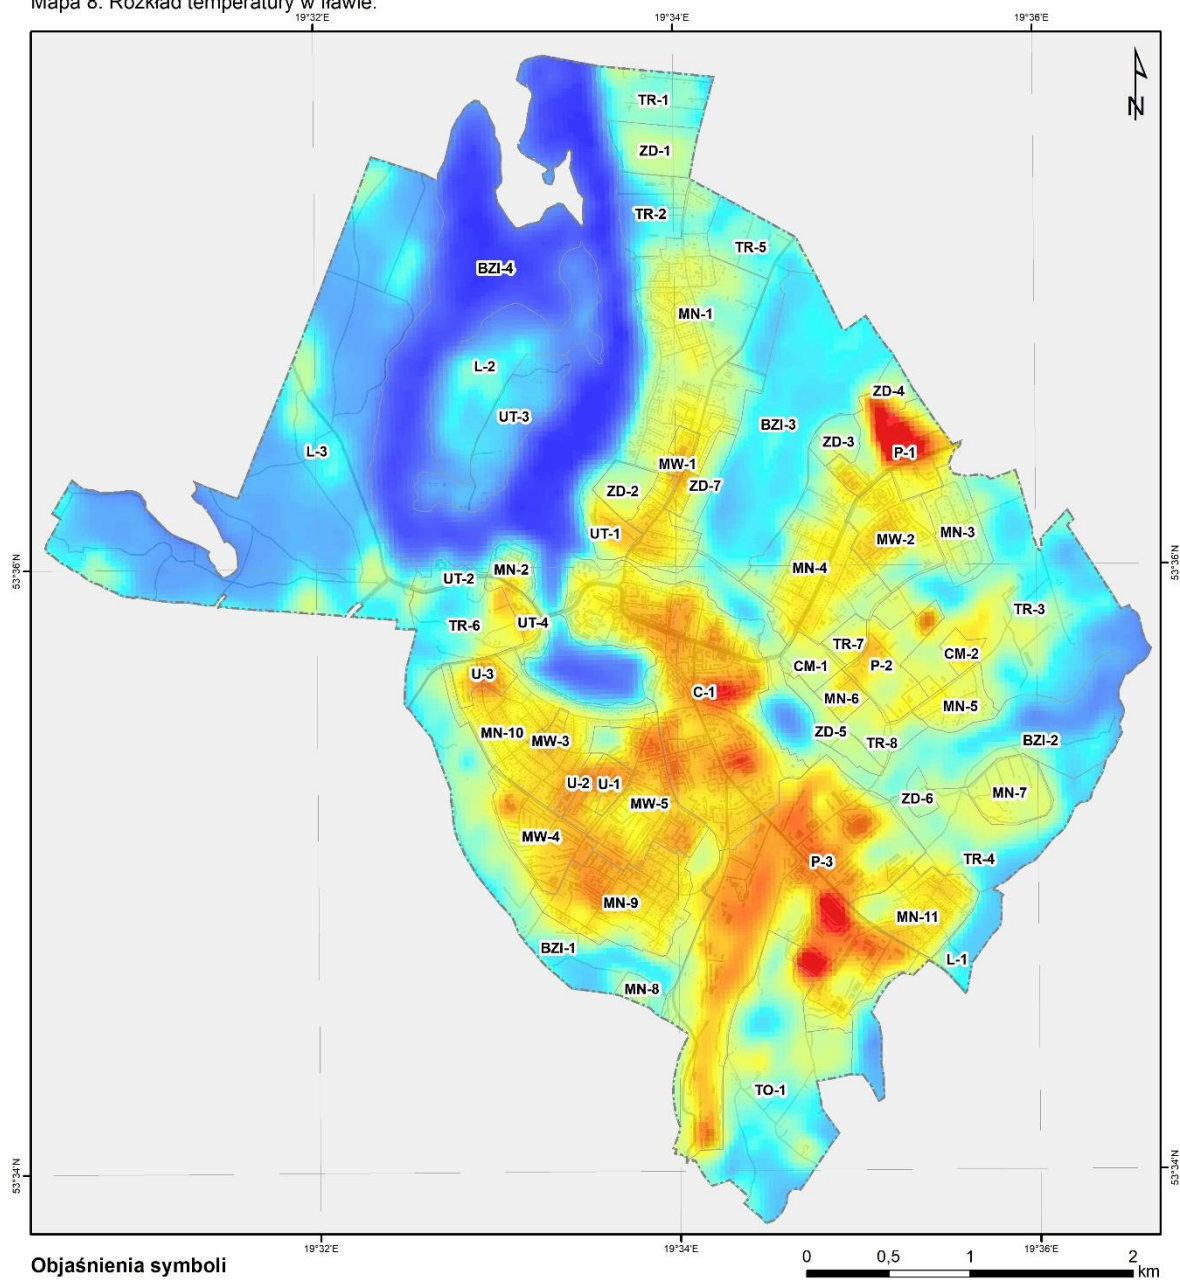 Mapa 8. Rozkład temperatury w Iławie.
19°32'E 19°34'E 19°36'E
N
TR-1
ZD-1
TR-2
TR-5
BZI-4
MN-1
L-2
ZD-4
UT-3
BZI-3
ZD-3
L-3
P-1
MW-1
ZD-7
ZD-2
UT-1
MN-3
MW-2
53°36'N
53°36'N
MN-2
MN-4
UT-2
TR-3
UT-4
TR-6
TR-7
CM-2
CM-1
P-2
U-3
C-1
MN-6
MN-5
MN-10
ZD-5
MW-3
TR-8
BZI-2
U-2
U-1
MN-7
ZD-6
MW-5
MW-4
TR-4
P-3
MN-9
MN-11
BZI-1
L-1
MN-8
TO-1
53°34'N
53°34'N
19°32'E 19°34'E 19°36'E
Objaśnienia symboli
0 0,5 1 2
km